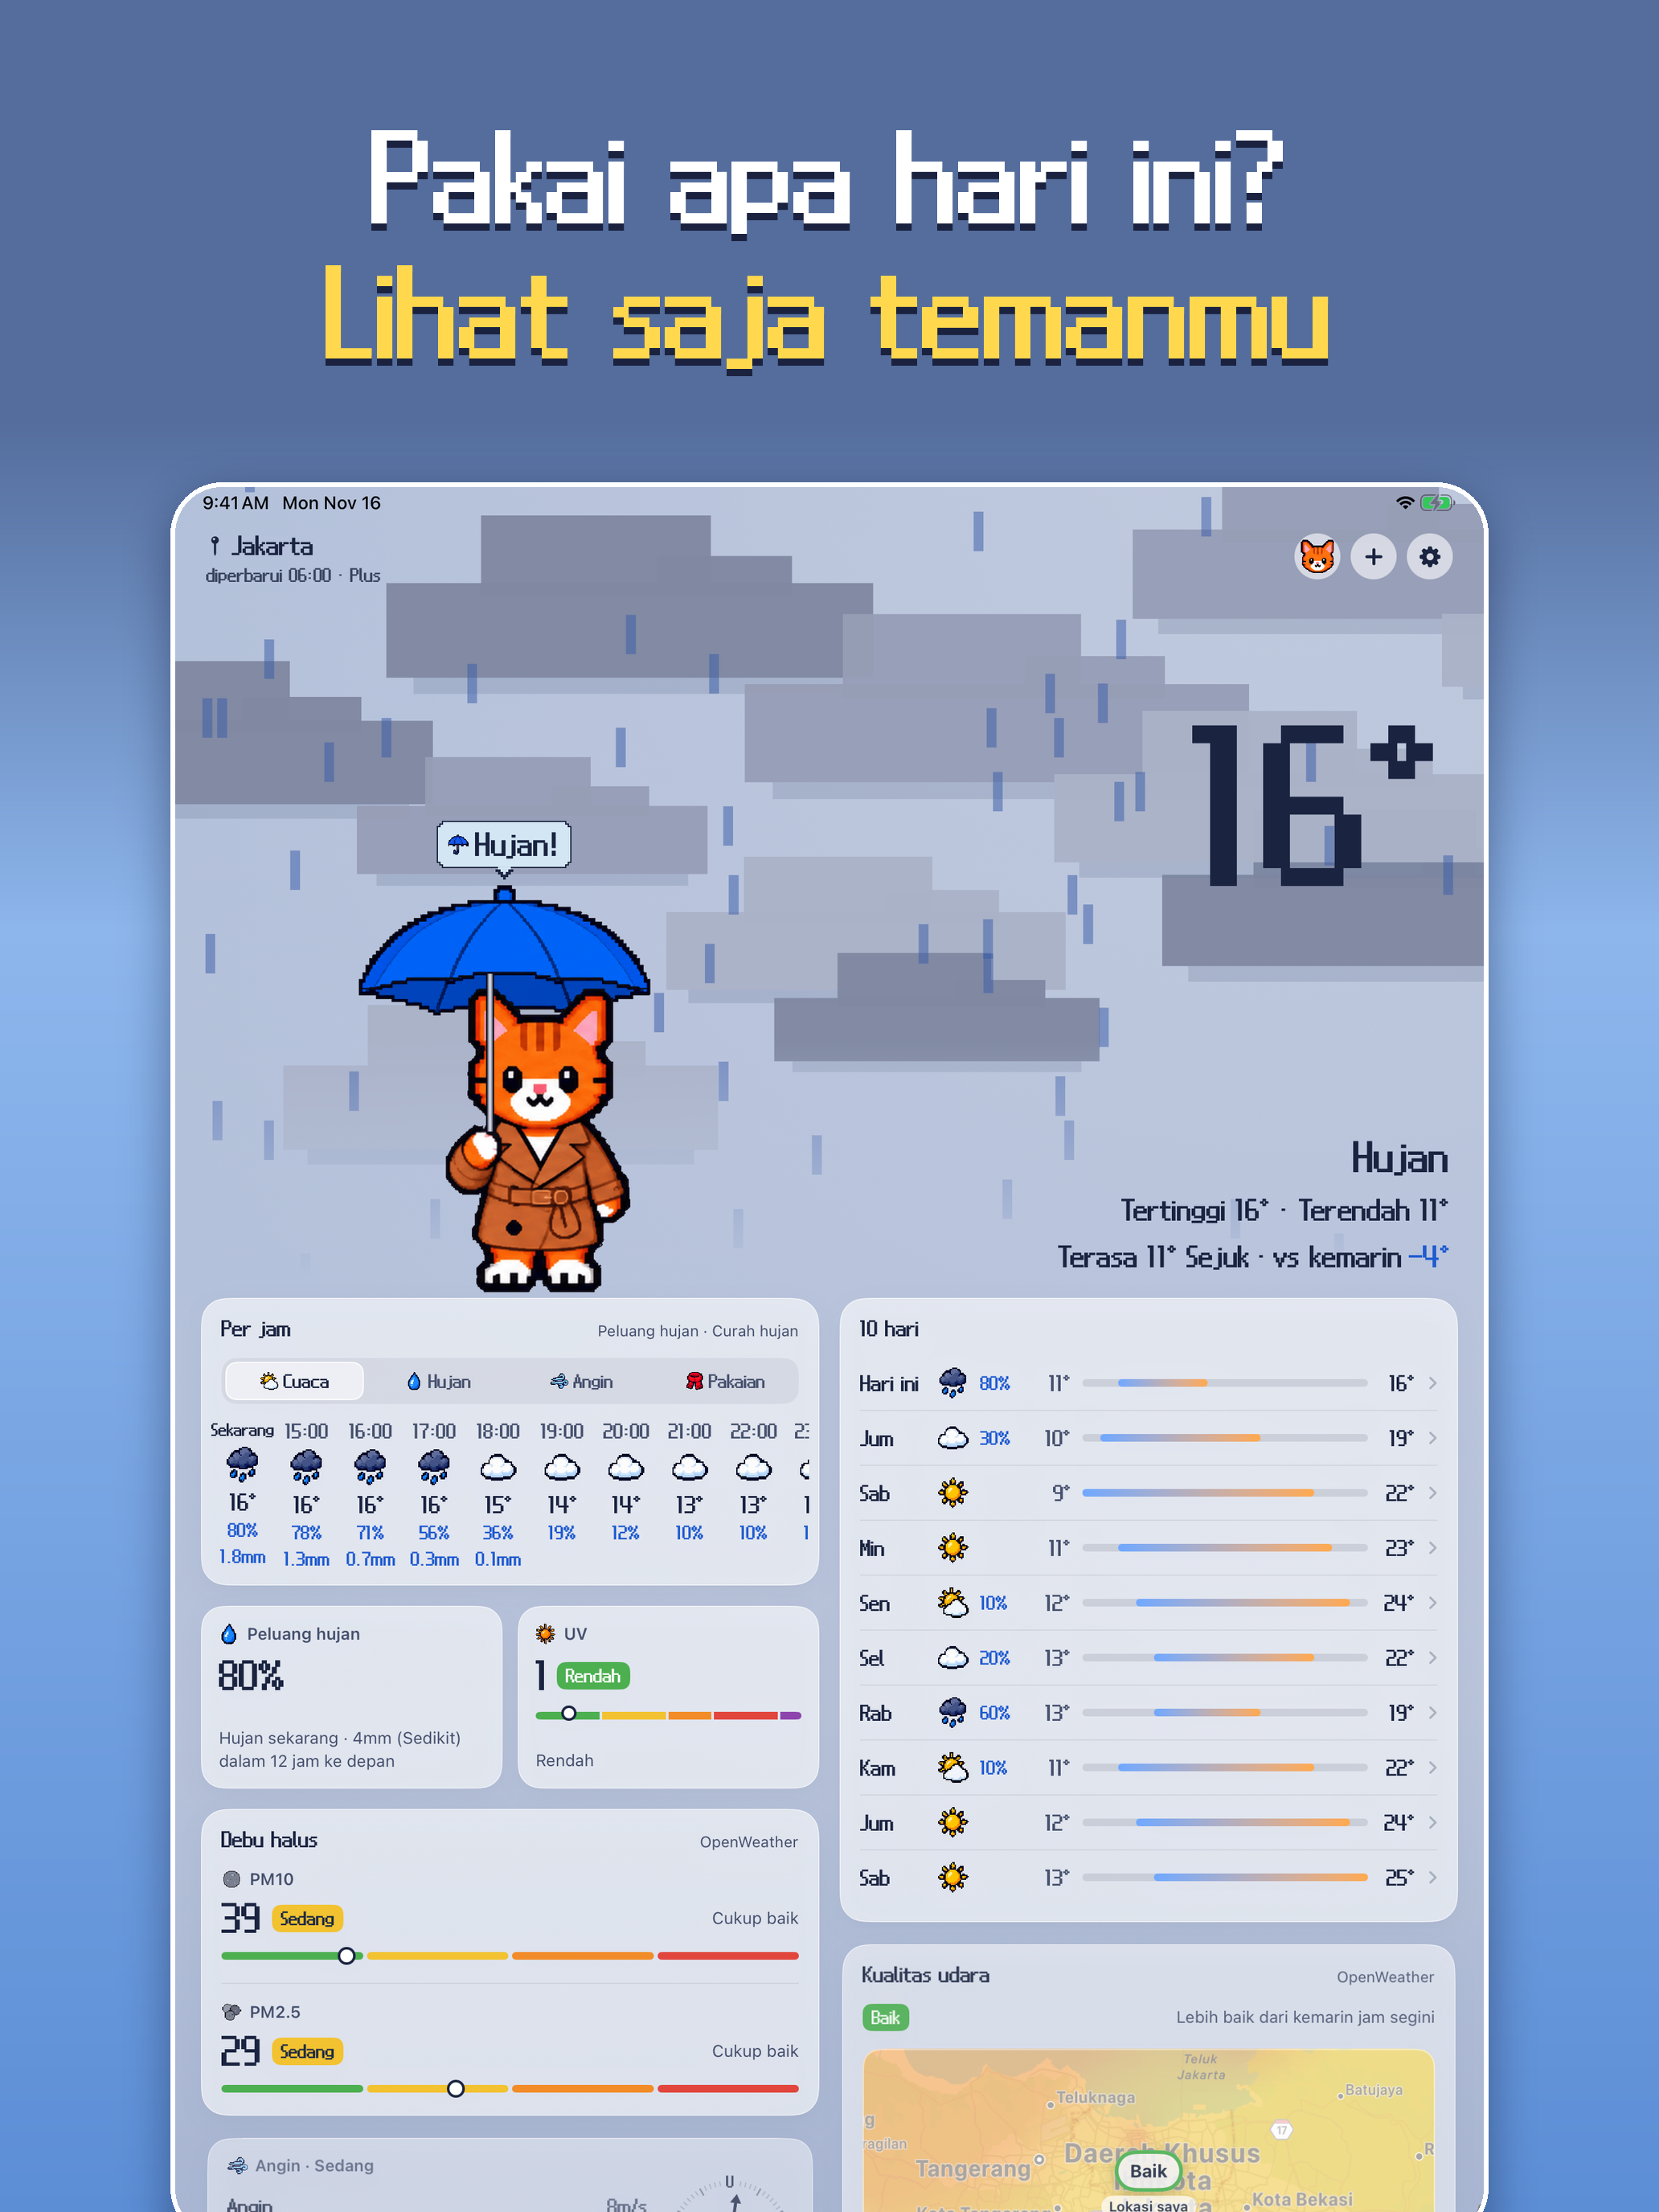 Pakai apa hari ini?
Lihat saja temanmu
9:41 AM Mon Nov 16
Jakarta
diperbarui 06:00 · Plus
16°
Hujan!
Hujan
Tertinggi 16° · Terendah 11°
Terasa 11° Sejuk · vs kemarin −4°
Per jam
Peluang hujan · Curah hujan
Cuaca Hujan Angin Pakaian
Sekarang 15:00 16:00 17:00 18:00 19:00 20:00 21:00 22:00
16° 16° 16° 16° 15° 14° 14° 13° 13°
80% 78% 71% 56% 36% 19% 12% 10% 10%
1.8mm 1.3mm 0.7mm 0.3mm 0.1mm
Peluang hujan
80%
Hujan sekarang · 4mm (Sedikit)
dalam 12 jam ke depan
UV
1 Rendah
Rendah
Debu halus
OpenWeather
PM10
39 Sedang
Cukup baik
PM2.5
29 Sedang
Cukup baik
Angin · Sedang
U
Angin 8m/s
10 hari
Hari ini 80% 11° 16°
Jum 30% 10° 19°
Sab 9° 22°
Min 11° 23°
Sen 10% 12° 24°
Sel 20% 13° 22°
Rab 60% 13° 19°
Kam 10% 11° 22°
Jum 12° 24°
Sab 13° 25°
Kualitas udara
OpenWeather
Baik
Lebih baik dari kemarin jam segini
Teluk
Jakarta
Teluknaga
Batujaya
17
Daerah Khusus
Tangerang
Baik
Lokasi saya
Kota Bekasi